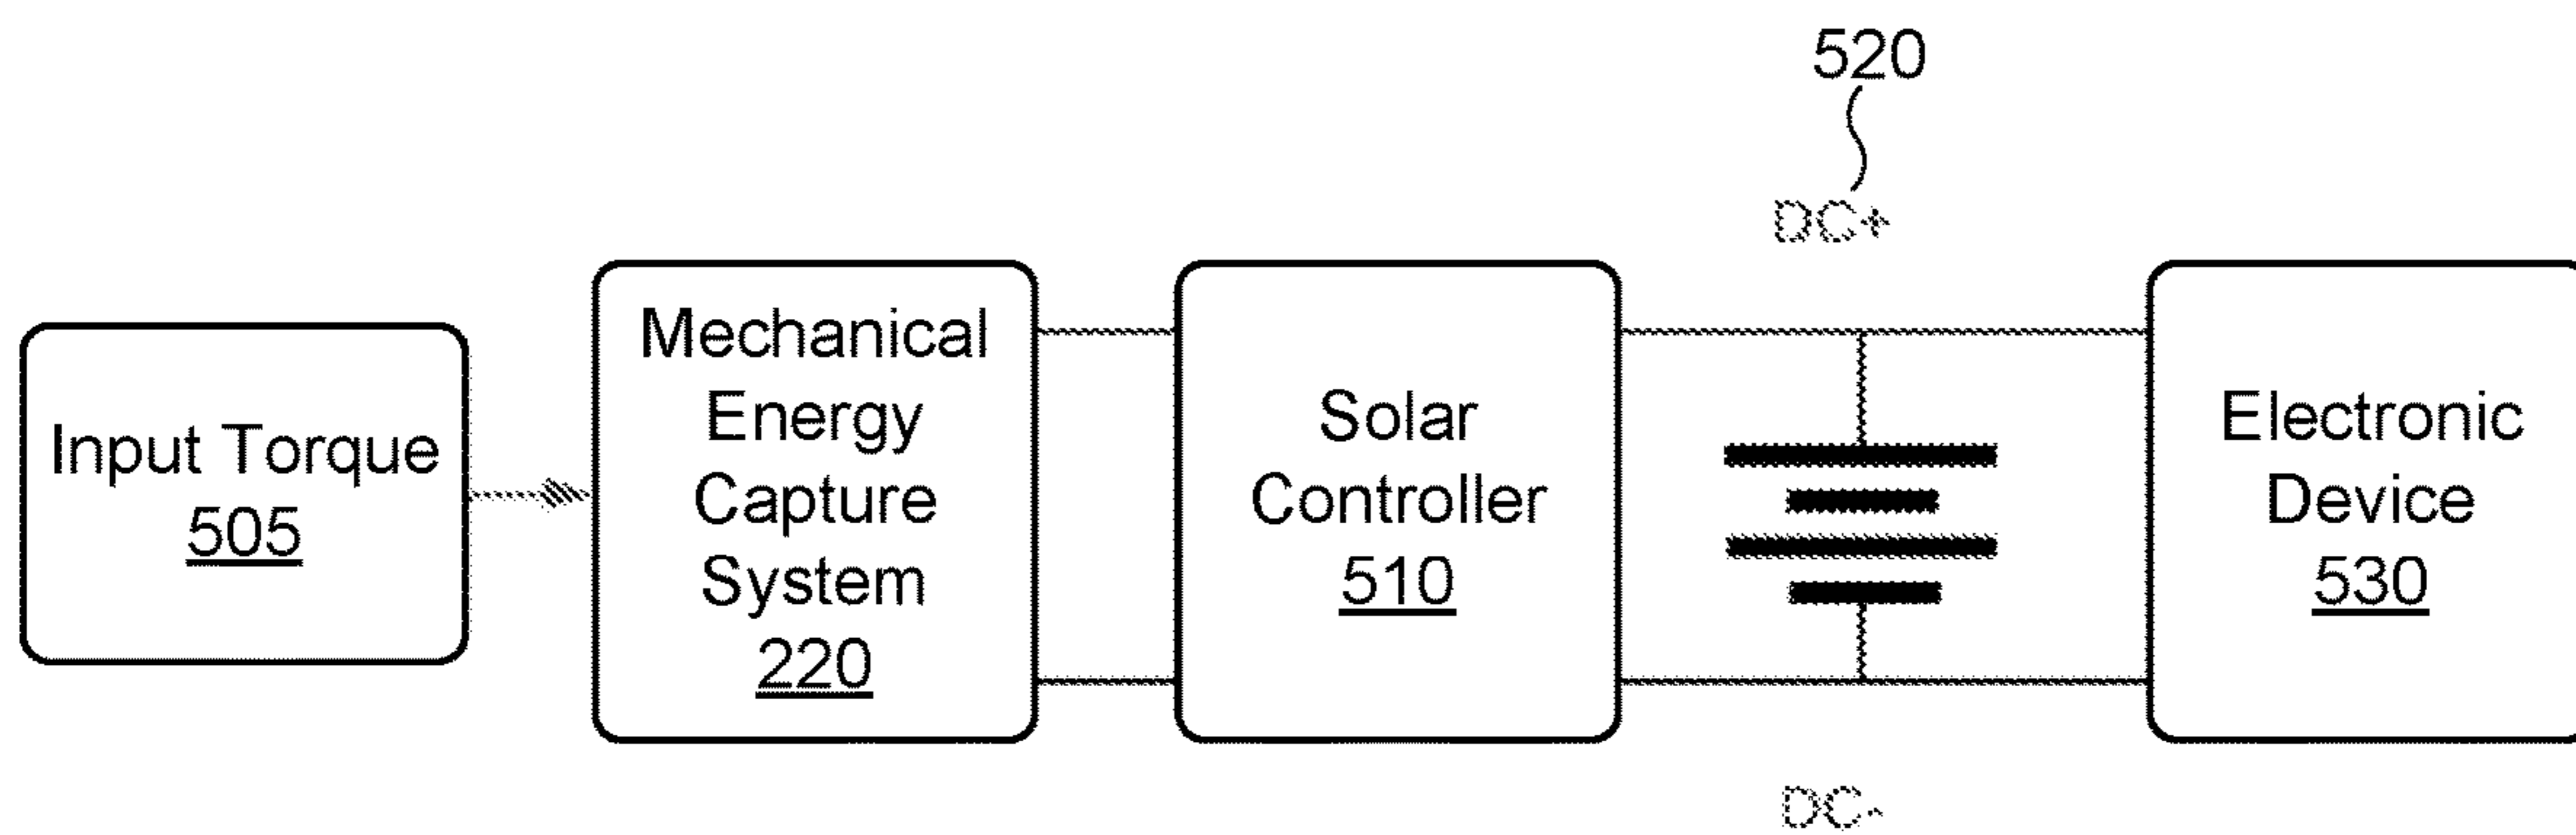 520
DC+
Input Torque
505
Mechanical
Energy
Capture
System
220
Solar
Controller
510
Electronic
Device
530
DC-